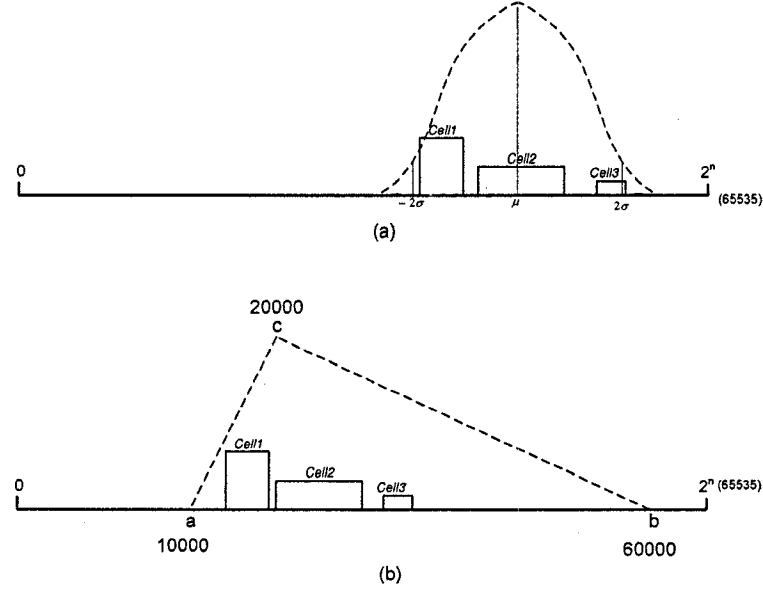 Cell1
Cell2
Cell3
0
2ⁿ (65535)
−2σ
μ
2σ
(a)
20000
c
Cell1
Cell2
Cell3
0
2ⁿ (65535)
a
b
10000
60000
(b)